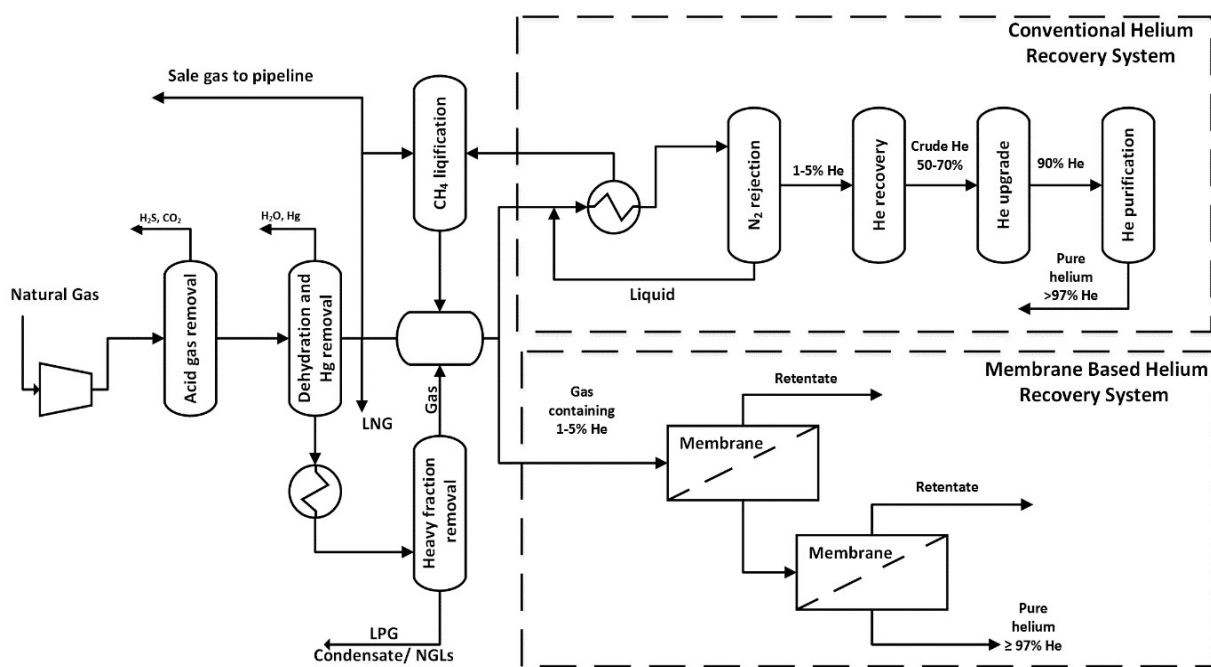 Conventional Helium
Recovery System
Sale gas to pipeline
CH₄ liqification
N₂ rejection
1-5% He
He recovery
Crude He
50-70%
He upgrade
90% He
He purification
H₂S, CO₂
H₂O, Hg
Natural Gas
Acid gas removal
Dehydration and
Hg removal
Liquid
Pure
helium
>97% He
LNG
Gas
Heavy fraction
removal
LPG
Condensate/ NGLs
Membrane Based Helium
Recovery System
Gas
containing
1-5% He
Retentate
Membrane
Retentate
Membrane
Pure
helium
≥ 97% He